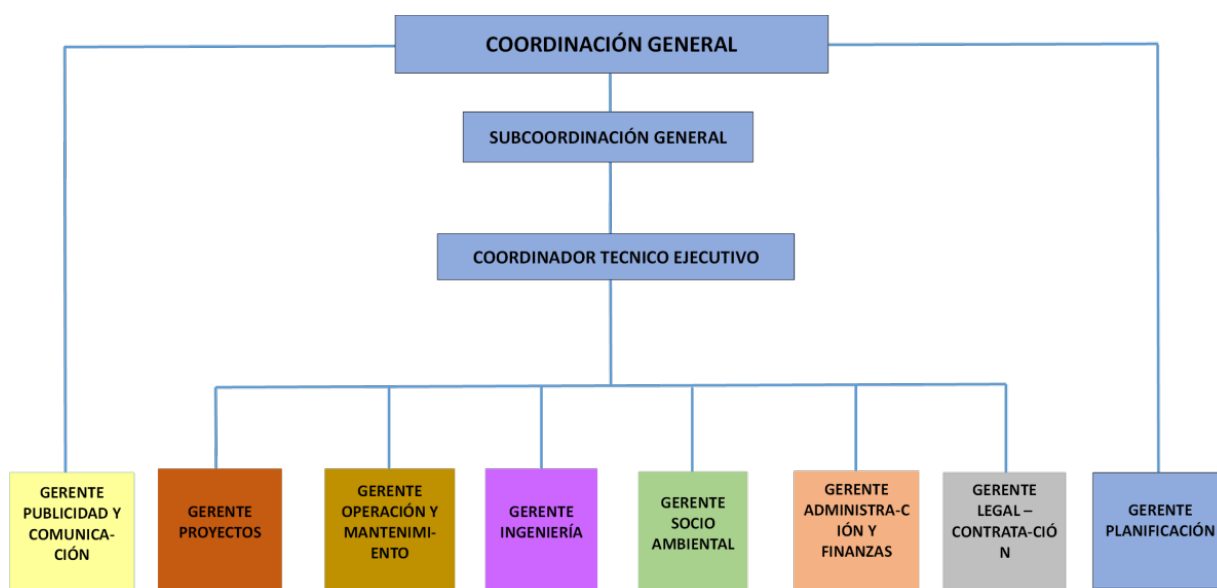 COORDINACIÓN GENERAL
SUBCOORDINACIÓN GENERAL
COORDINADOR TECNICO EJECUTIVO
GERENTE
PUBLICIDAD Y
COMUNICA-
CIÓN
GERENTE
PROYECTOS
GERENTE
OPERACIÓN Y
MANTENIMI-
ENTO
GERENTE
INGENIERÍA
GERENTE
SOCIO
AMBIENTAL
GERENTE
ADMINISTRA-C
IÓN Y
FINANZAS
GERENTE
LEGAL –
CONTRATA-CIÓ
N
GERENTE
PLANIFICACIÓN